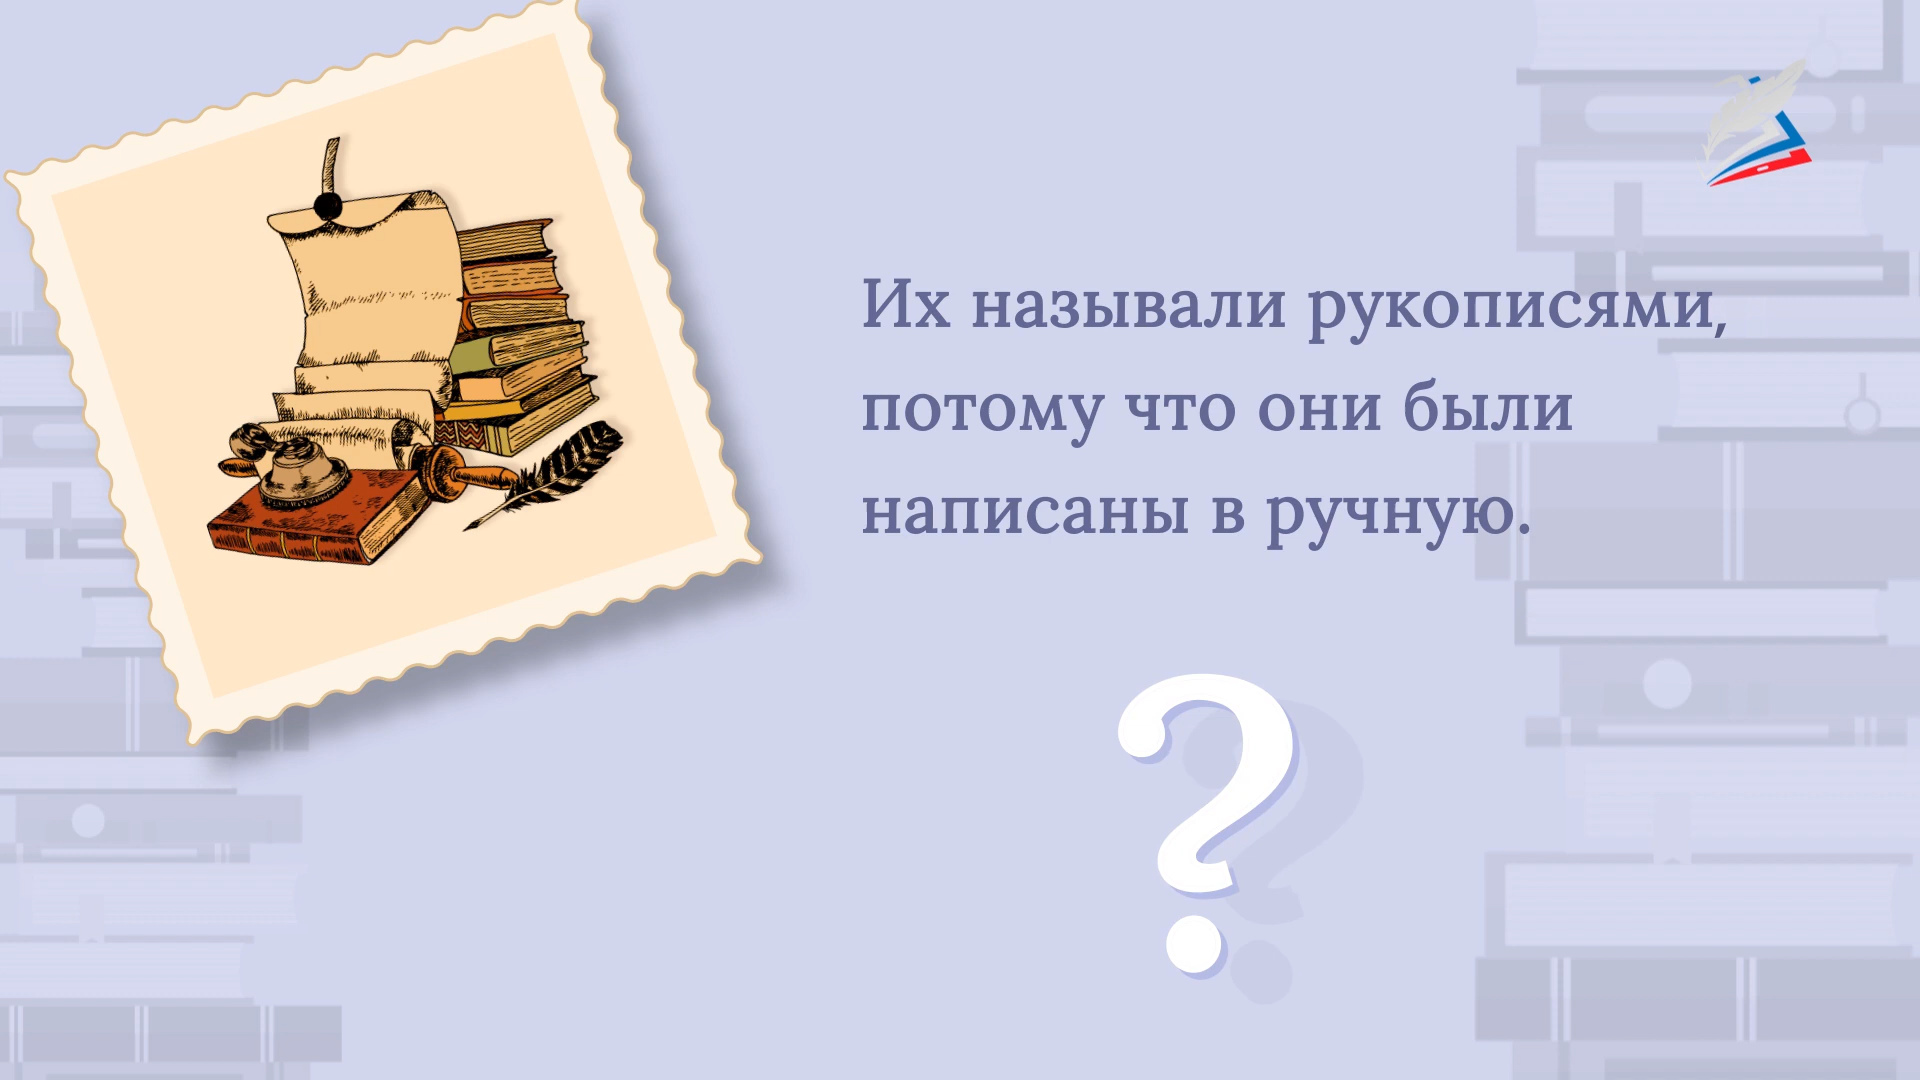 Их называли рукописями,
потому что они были
написаны в ручную.
?